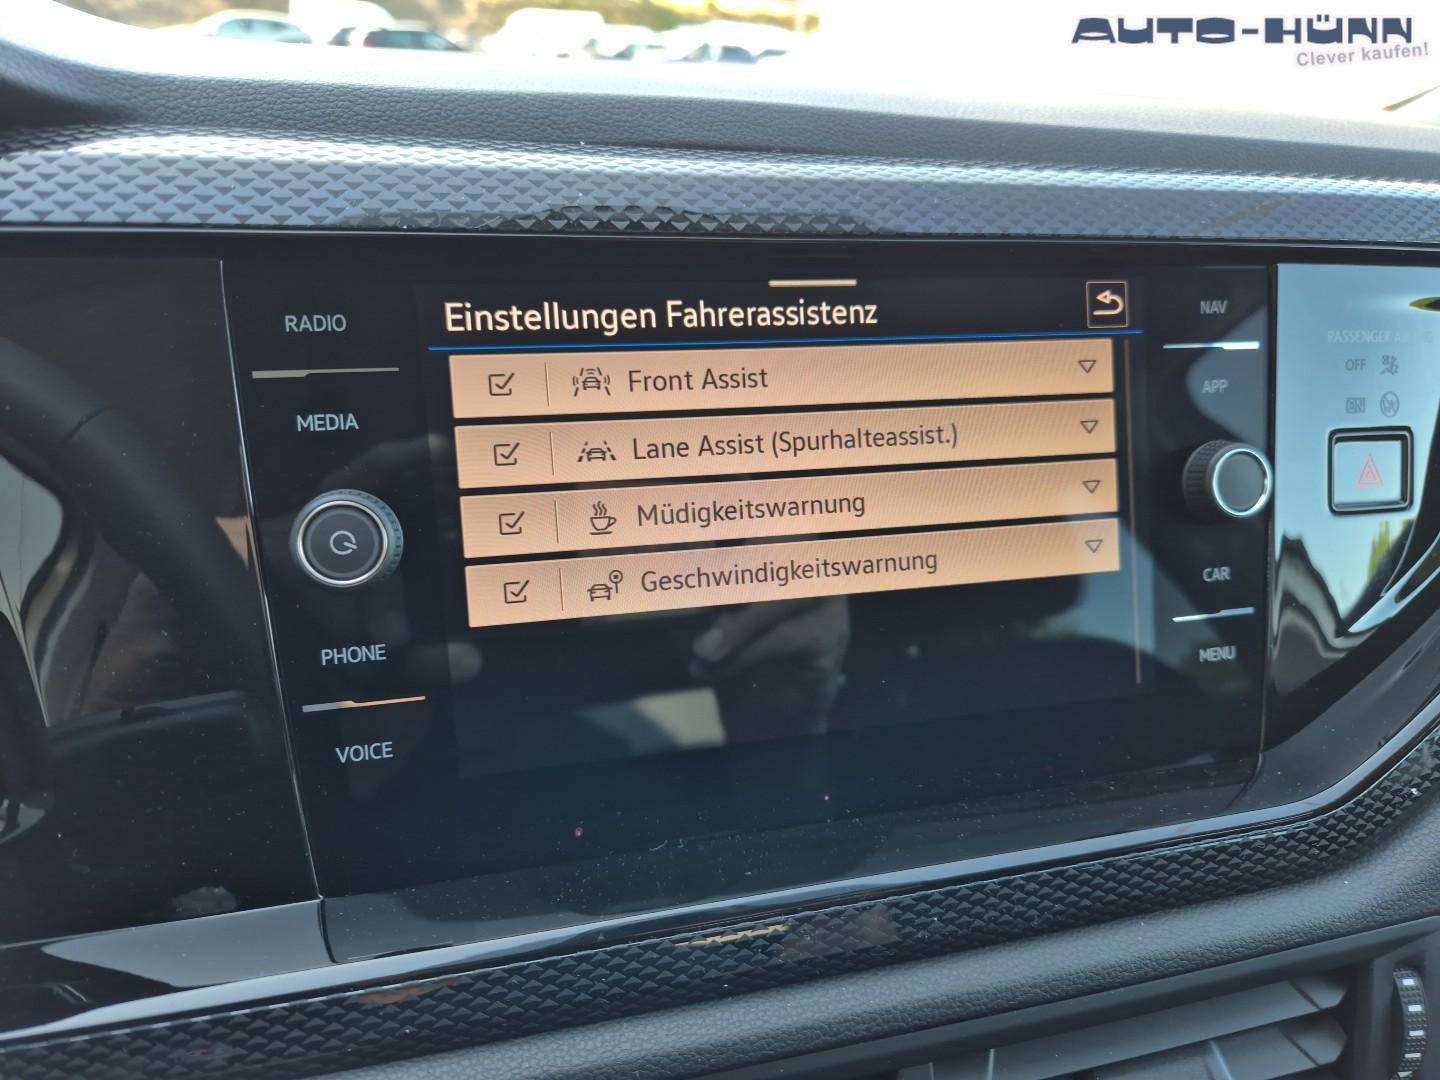 AUTO-HÜNN
Clever kaufen!
RADIO
MEDIA
PHONE
VOICE
Einstellungen Fahrerassistenz
Front Assist
Lane Assist (Spurhalteassist.)
Müdigkeitswarnung
Geschwindigkeitswarnung
NAV
APP
CAR
MENU
PASSENGER
OFF
ON